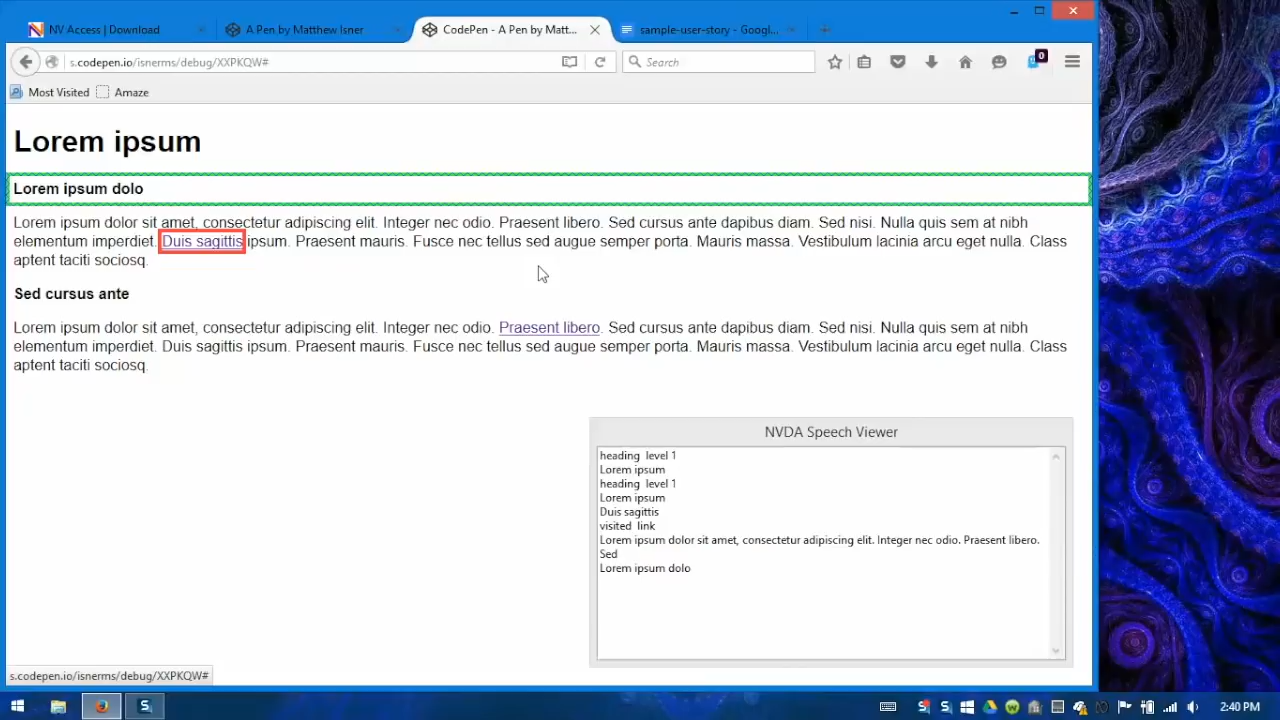 NV Access | Download
A Pen by Matthew Isner
CodePen - A Pen by Matt...
sample-user-story - Googl...
s.codepen.io/isnerms/debug/XXPKQW#
Search
0
Most Visited
Amaze
Lorem ipsum
Lorem ipsum dolo
Lorem ipsum dolor sit amet, consectetur adipiscing elit. Integer nec odio. Praesent libero. Sed cursus ante dapibus diam. Sed nisi. Nulla quis sem at nibh
elementum imperdiet. Duis sagittis ipsum. Praesent mauris. Fusce nec tellus sed augue semper porta. Mauris massa. Vestibulum lacinia arcu eget nulla. Class
aptent taciti sociosq.
Sed cursus ante
Lorem ipsum dolor sit amet, consectetur adipiscing elit. Integer nec odio. Praesent libero. Sed cursus ante dapibus diam. Sed nisi. Nulla quis sem at nibh
elementum imperdiet. Duis sagittis ipsum. Praesent mauris. Fusce nec tellus sed augue semper porta. Mauris massa. Vestibulum lacinia arcu eget nulla. Class
aptent taciti sociosq.
NVDA Speech Viewer
heading level 1
Lorem ipsum
heading level 1
Lorem ipsum
Duis sagittis
visited link
Lorem ipsum dolor sit amet, consectetur adipiscing elit. Integer nec odio. Praesent libero.
Sed
Lorem ipsum dolo
s.codepen.io/isnerms/debug/XXPKQW#
2:40 PM